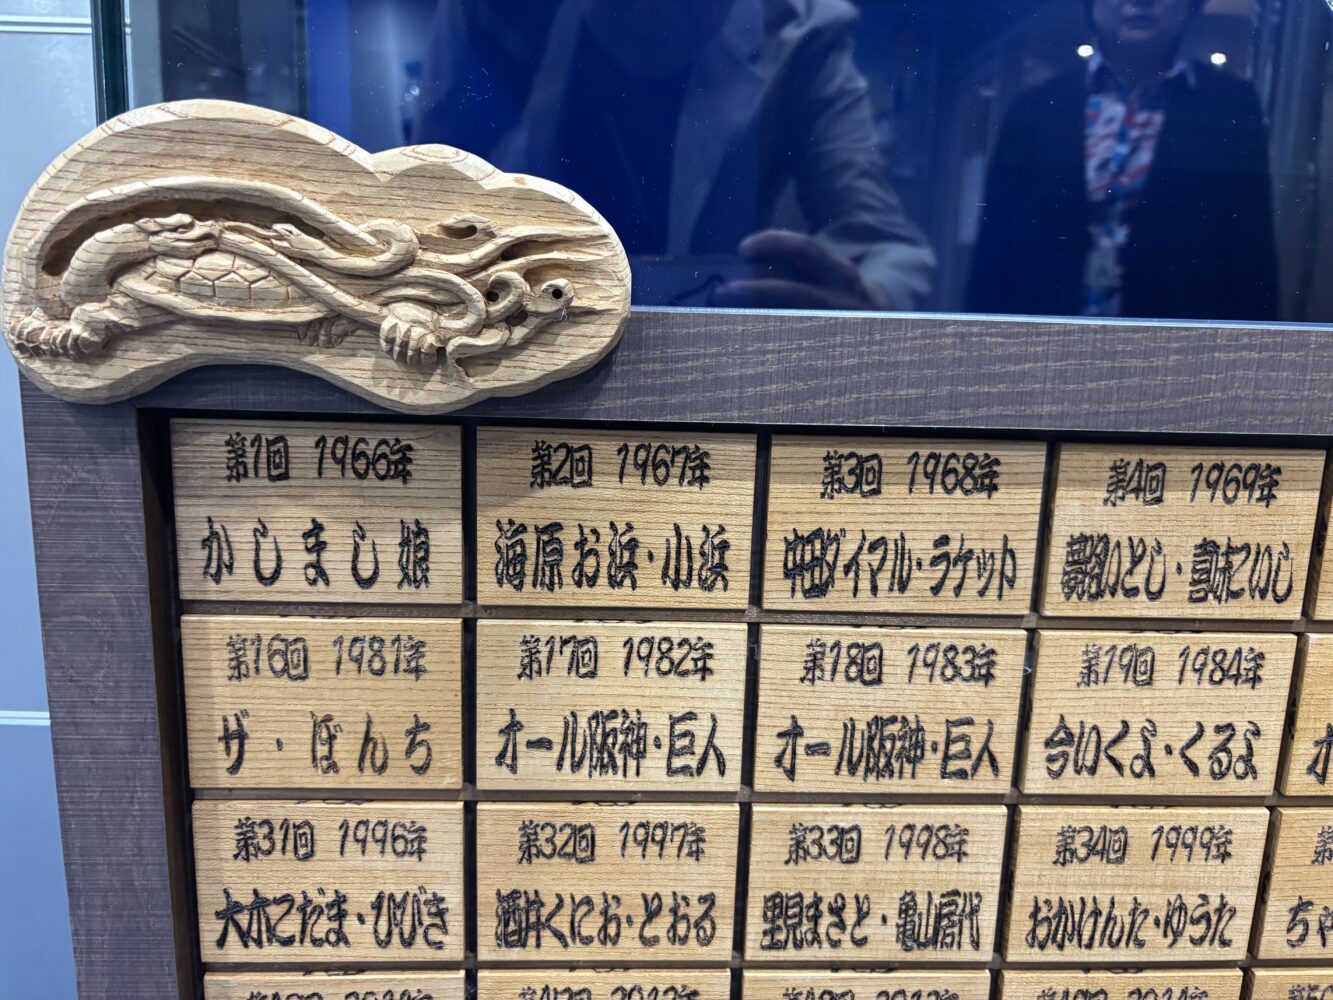 第1回 1966年
かしまし娘
第2回 1967年
海原お浜・小浜
第3回 1968年
中田ダイマル・ラケット
第4回 1969年
夢路いとし・喜味こいし
第16回 1981年
ザ・ぼんち
第17回 1982年
オール阪神・巨人
第18回 1983年
オール阪神・巨人
第19回 1984年
今いくよ・くるよ
第31回 1996年
大木こだま・ひびき
第32回 1997年
酒井くにお・とおる
第33回 1998年
里見まさと・亀山房代
第34回 1999年
おかけんた・ゆうた
ちゃ